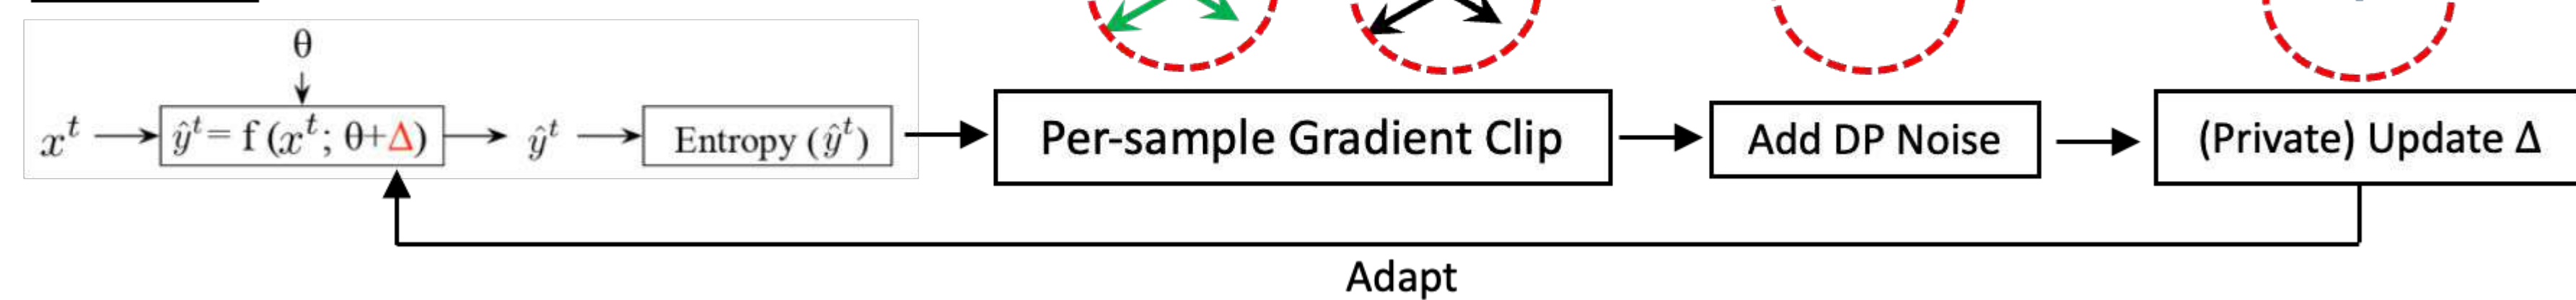 θ
x^t → ŷ^t = f (x^t; θ+Δ) → ŷ^t → Entropy (ŷ^t) → Per-sample Gradient Clip → Add DP Noise → (Private) Update Δ
Adapt